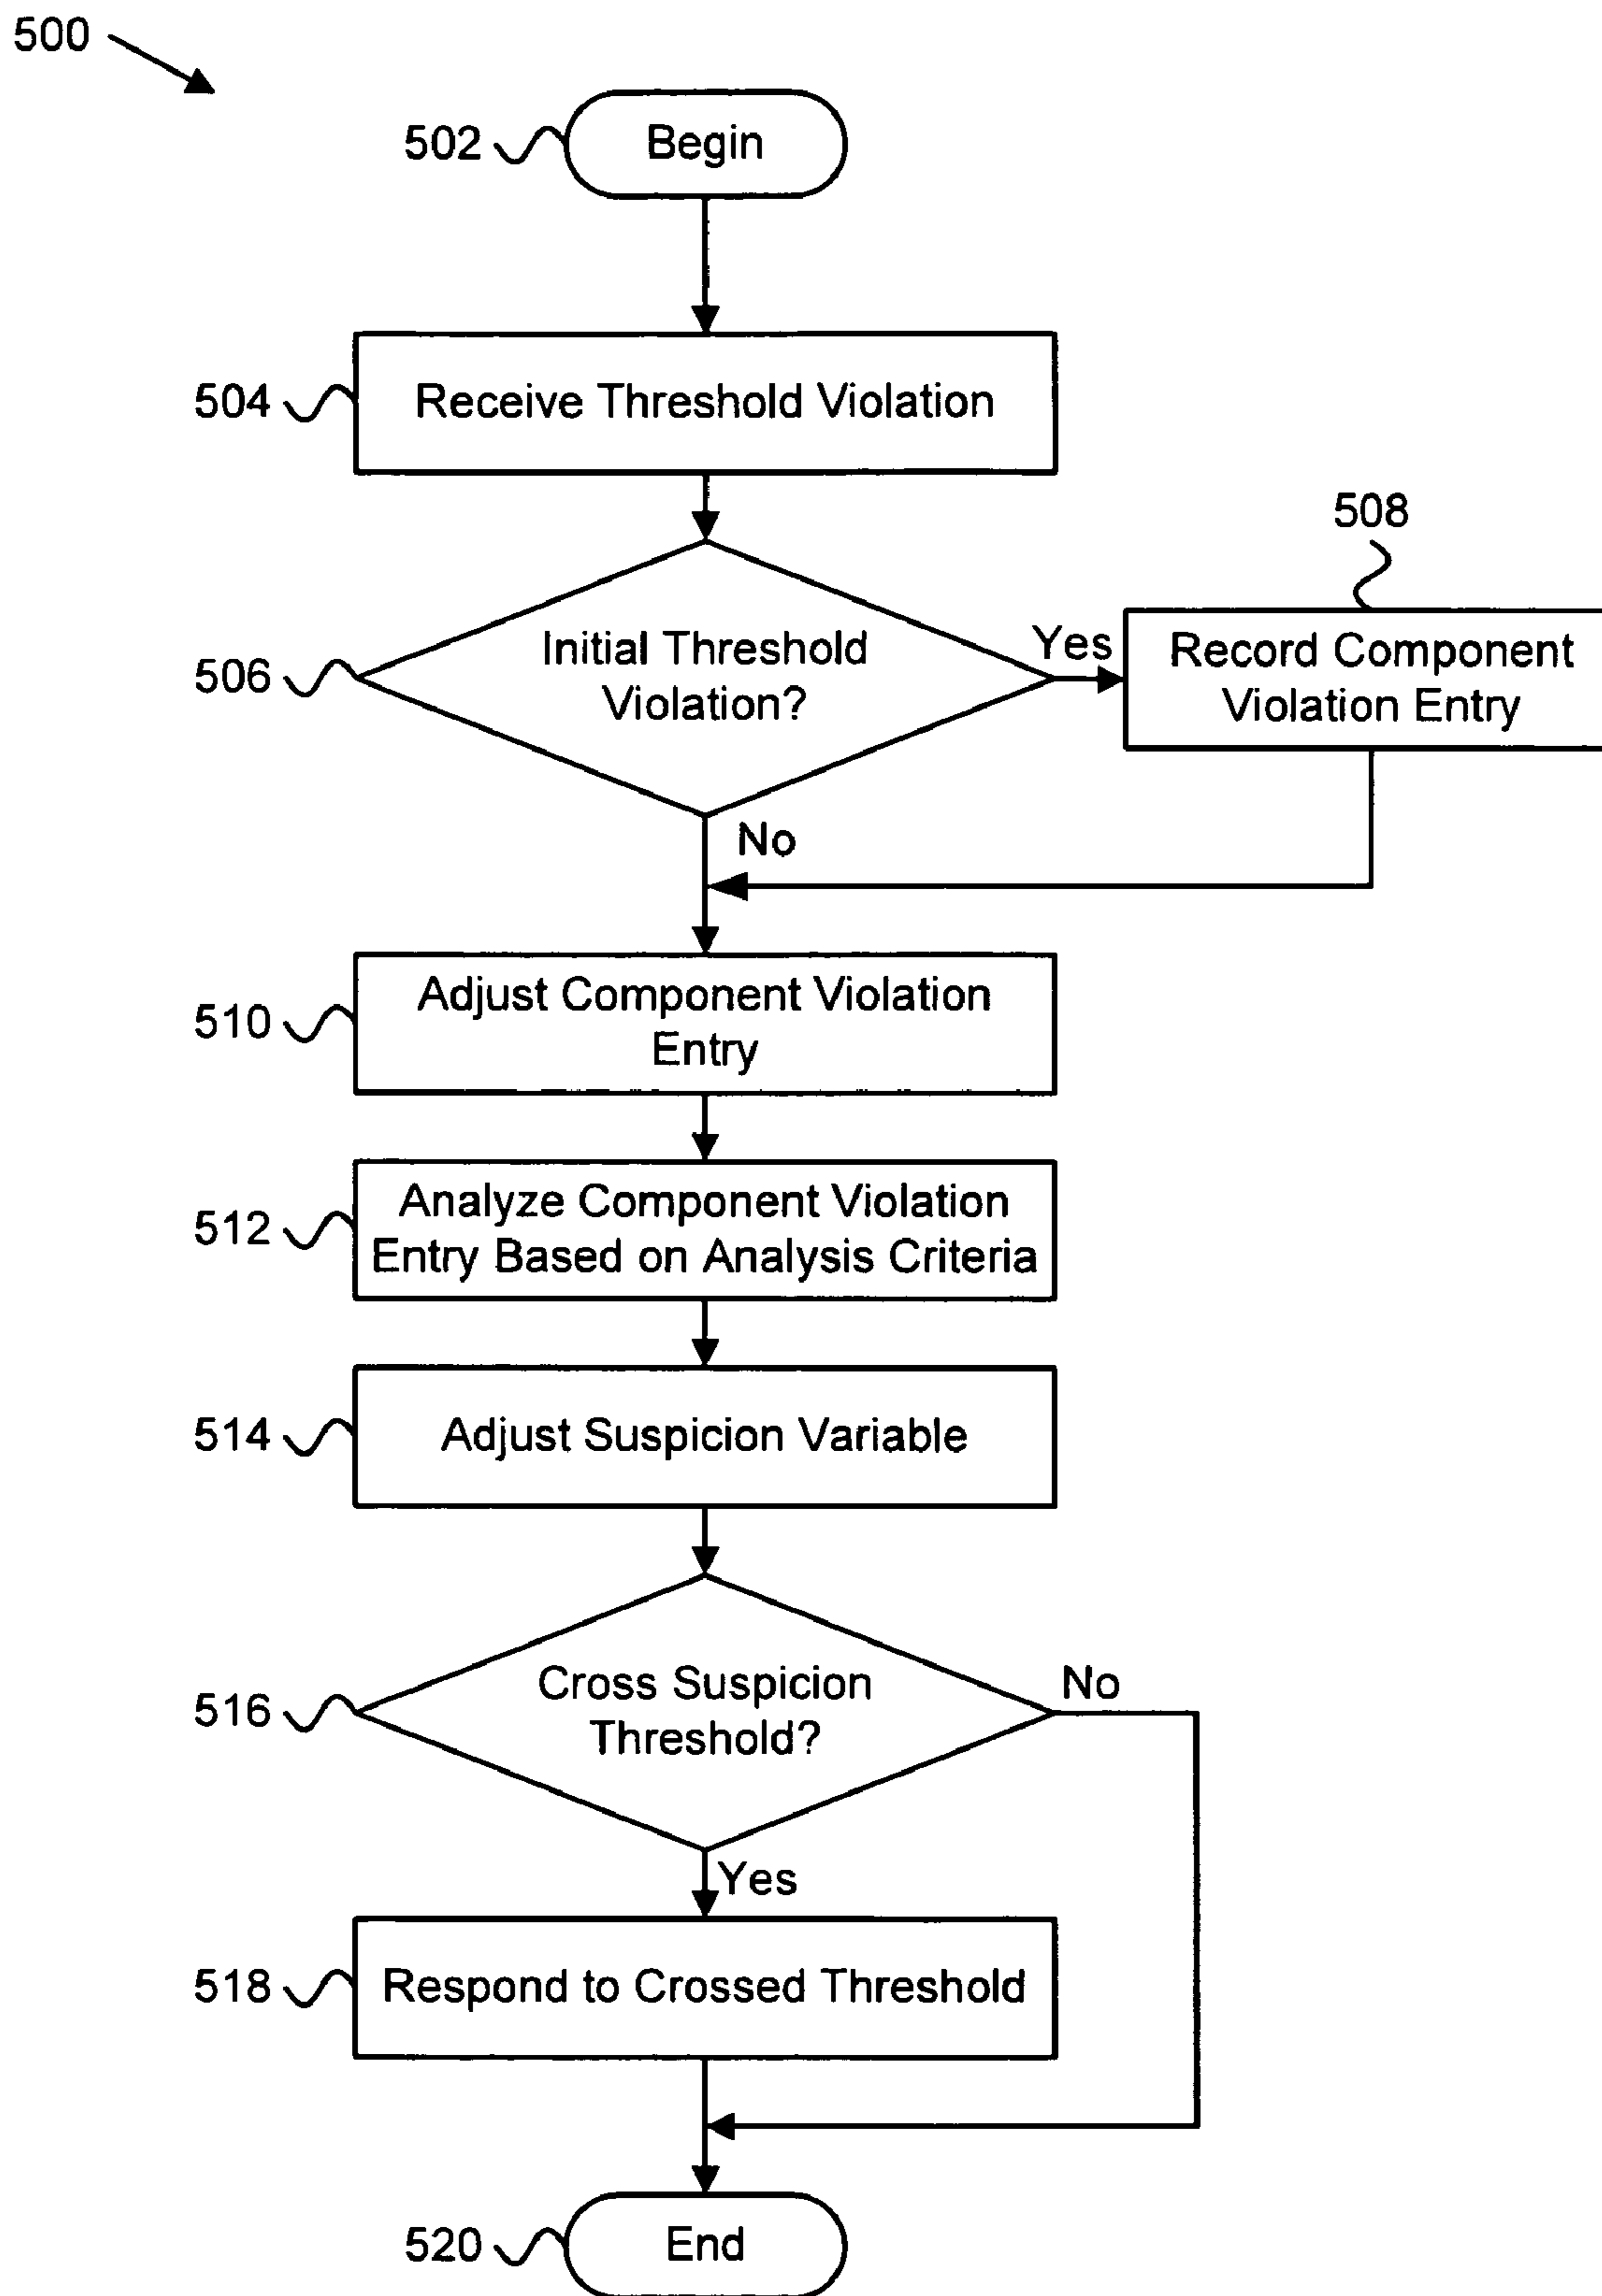 500
502
Begin
504
Receive Threshold Violation
508
506
Initial Threshold
Violation?
Yes
Record Component
Violation Entry
No
510
Adjust Component Violation
Entry
512
Analyze Component Violation
Entry Based on Analysis Criteria
514
Adjust Suspicion Variable
516
Cross Suspicion
Threshold?
No
Yes
518
Respond to Crossed Threshold
520
End